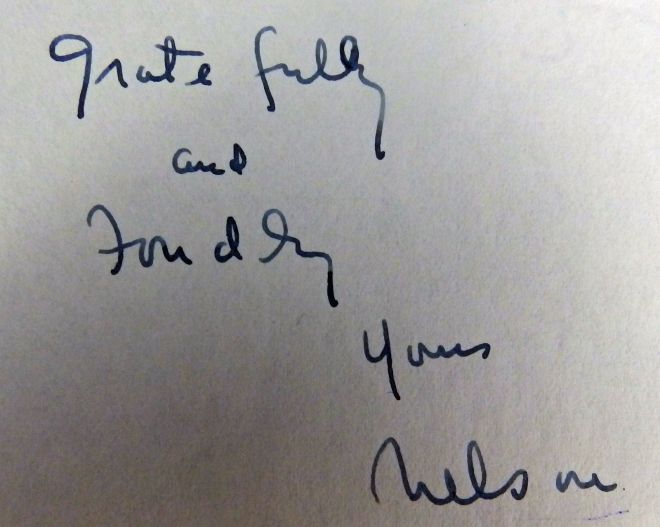 Gratefully
and
Fondly
Yours
Nelson